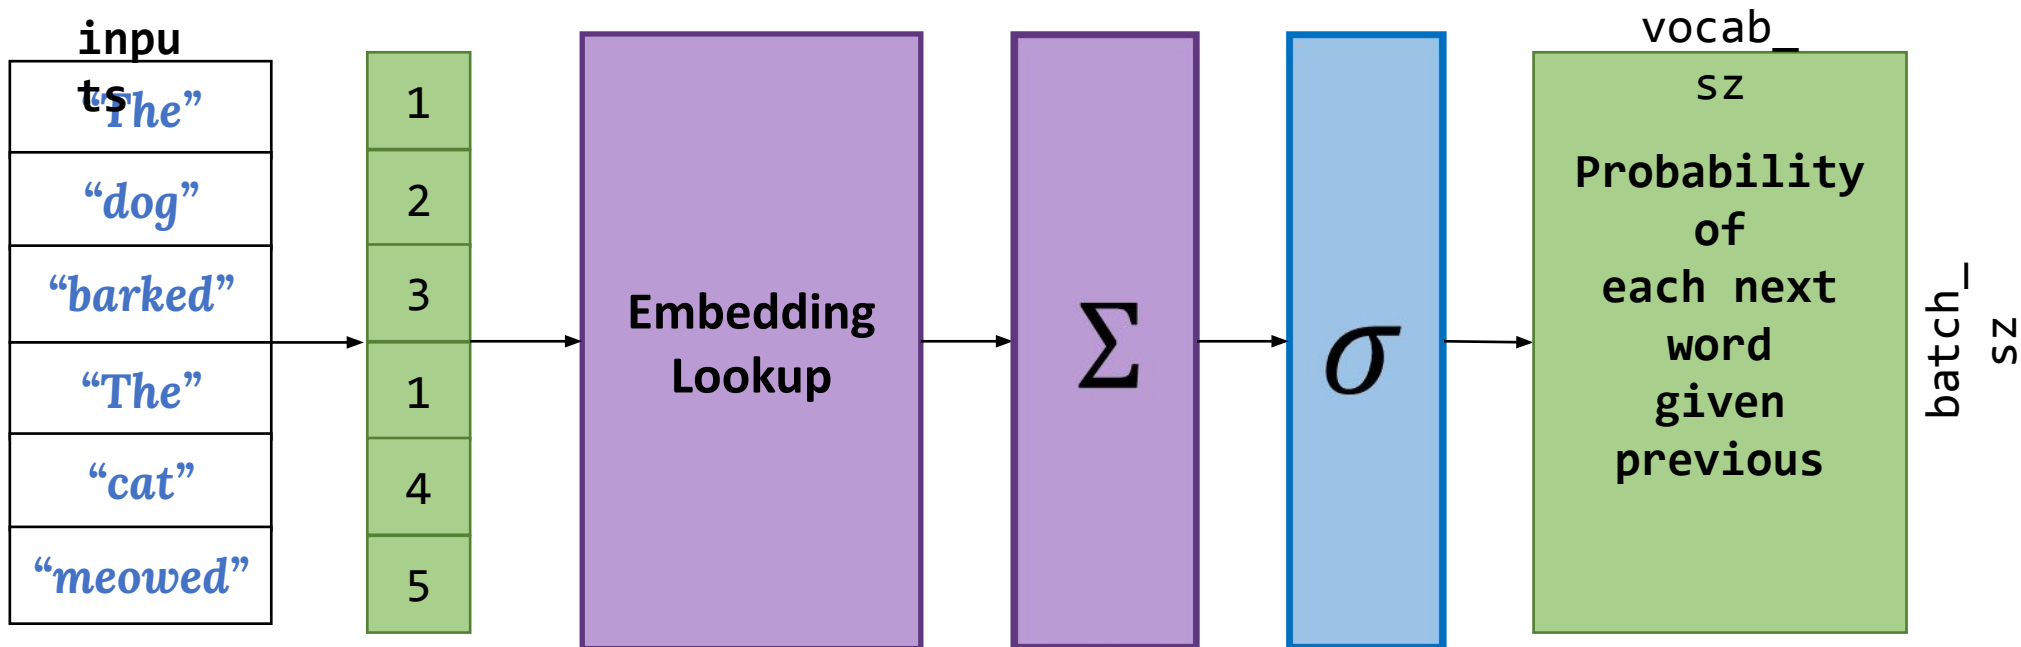 inpu
ts
“The”
“dog”
“barked”
“The”
“cat”
“meowed”
1
2
3
1
4
5
Embedding
Lookup
Σ
σ
vocab_
sz
Probability
of
each next
word
given
previous
batch_
sz